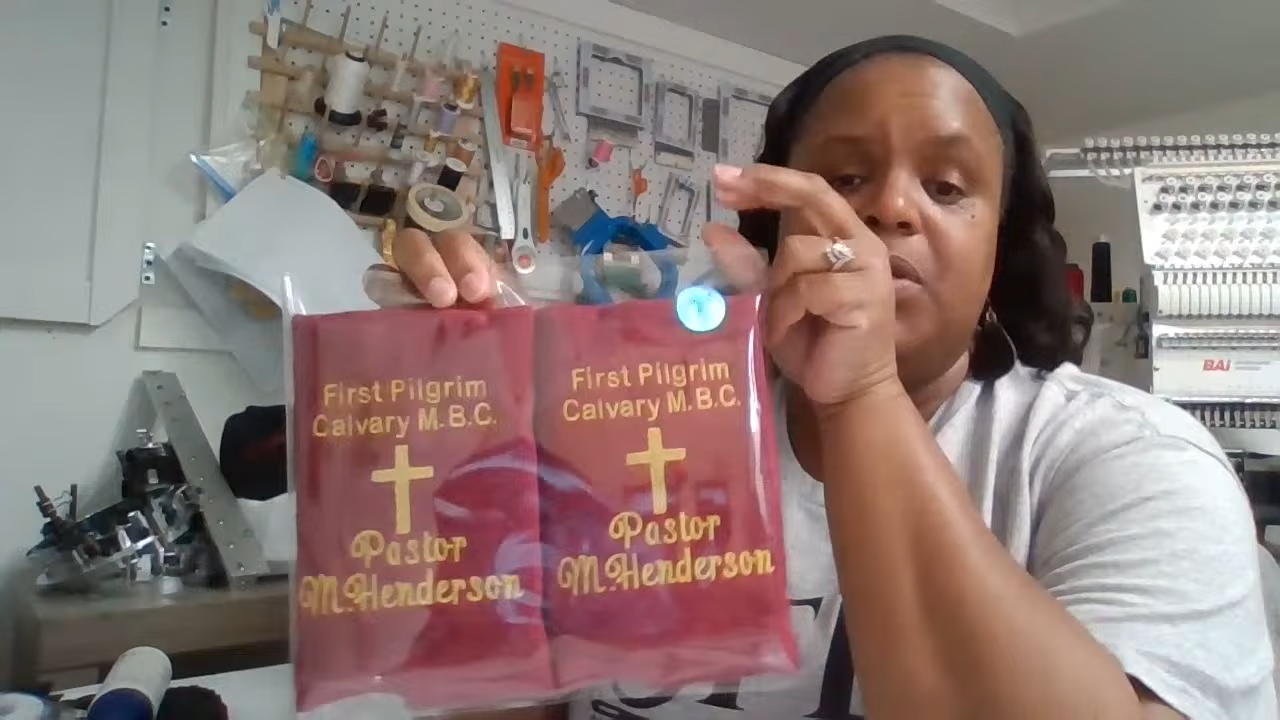 First Pilgrim
Calvary M.B.C.
Pastor
M.Henderson
First Pilgrim
Calvary M.B.C.
Pastor
M.Henderson
BAI